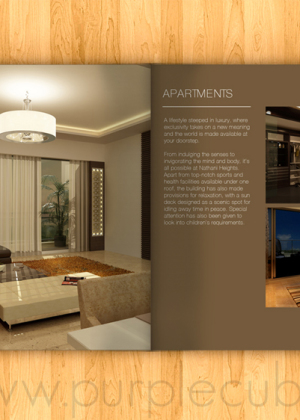 APARTMENTS
A lifestyle steeped in luxury, where
exclusivity takes on a new meaning
and the world is made available at
your doorstep.
From indulging the senses to
invigorating the mind and body, it's
all possible at Natham Heights.
Apart from top-notch sports and
health facilities available under one
roof, the building has also made
provisions for relaxation, with a sun
deck designed as a scenic spot for
idling away time in peace. Special
attention has also been given to
look into children's requirements.
ww.purplecub